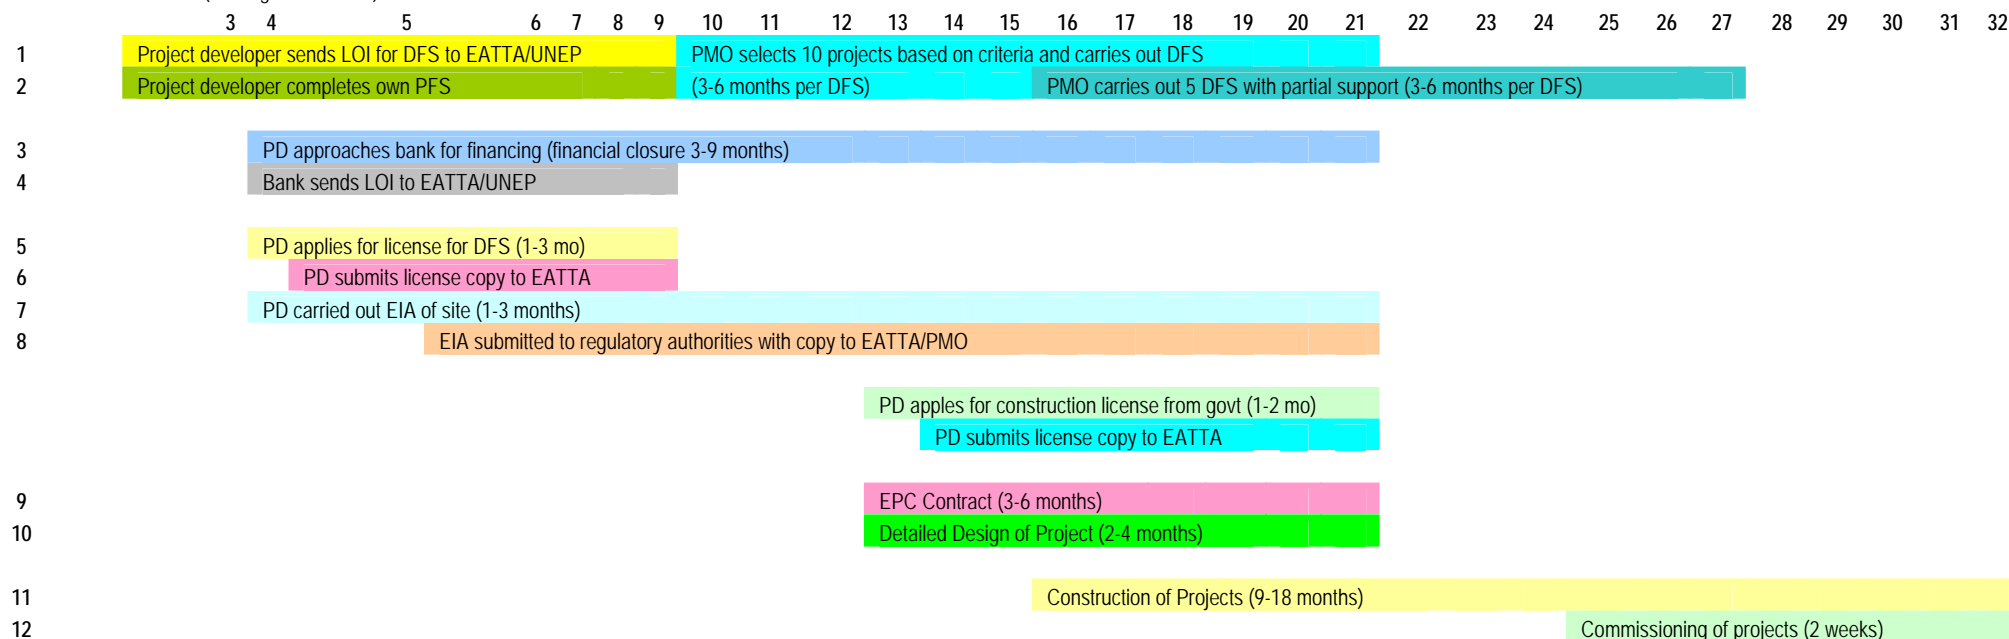 3 4 5 6 7 8 9 10 11 12 13 14 15 16 17 18 19 20 21 22 23 24 25 26 27 28 29 30 31 32
1 Project developer sends LOI for DFS to EATTA/UNEP PMO selects 10 projects based on criteria and carries out DFS
2 Project developer completes own PFS (3-6 months per DFS) PMO carries out 5 DFS with partial support (3-6 months per DFS)
3 PD approaches bank for financing (financial closure 3-9 months)
4 Bank sends LOI to EATTA/UNEP
5 PD applies for license for DFS (1-3 mo)
6 PD submits license copy to EATTA
7 PD carried out EIA of site (1-3 months)
8 EIA submitted to regulatory authorities with copy to EATTA/PMO
PD apples for construction license from govt (1-2 mo)
PD submits license copy to EATTA
9 EPC Contract (3-6 months)
10 Detailed Design of Project (2-4 months)
11 Construction of Projects (9-18 months)
12 Commissioning of projects (2 weeks)